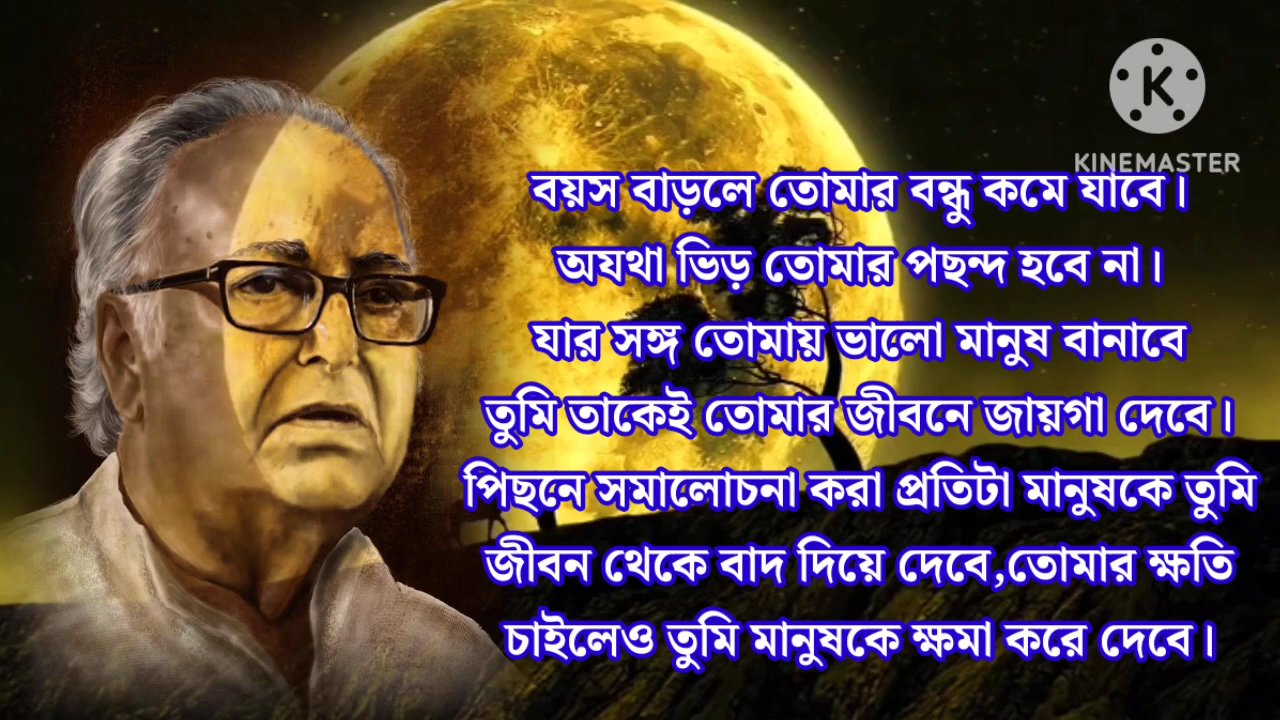 KINEMASTER
বয়স বাড়লে তোমার বন্ধু কমে যাবে।
অযথা ভিড় তোমার পছন্দ হবে না।
যার সঙ্গ তোমায় ভালো মানুষ বানাবে
তুমি তাকেই তোমার জীবনে জায়গা দেবে।
পিছনে সমালোচনা করা প্রতিটা মানুষকে তুমি
জীবন থেকে বাদ দিয়ে দেবে,তোমার ক্ষতি
চাইলেও তুমি মানুষকে ক্ষমা করে দেবে।